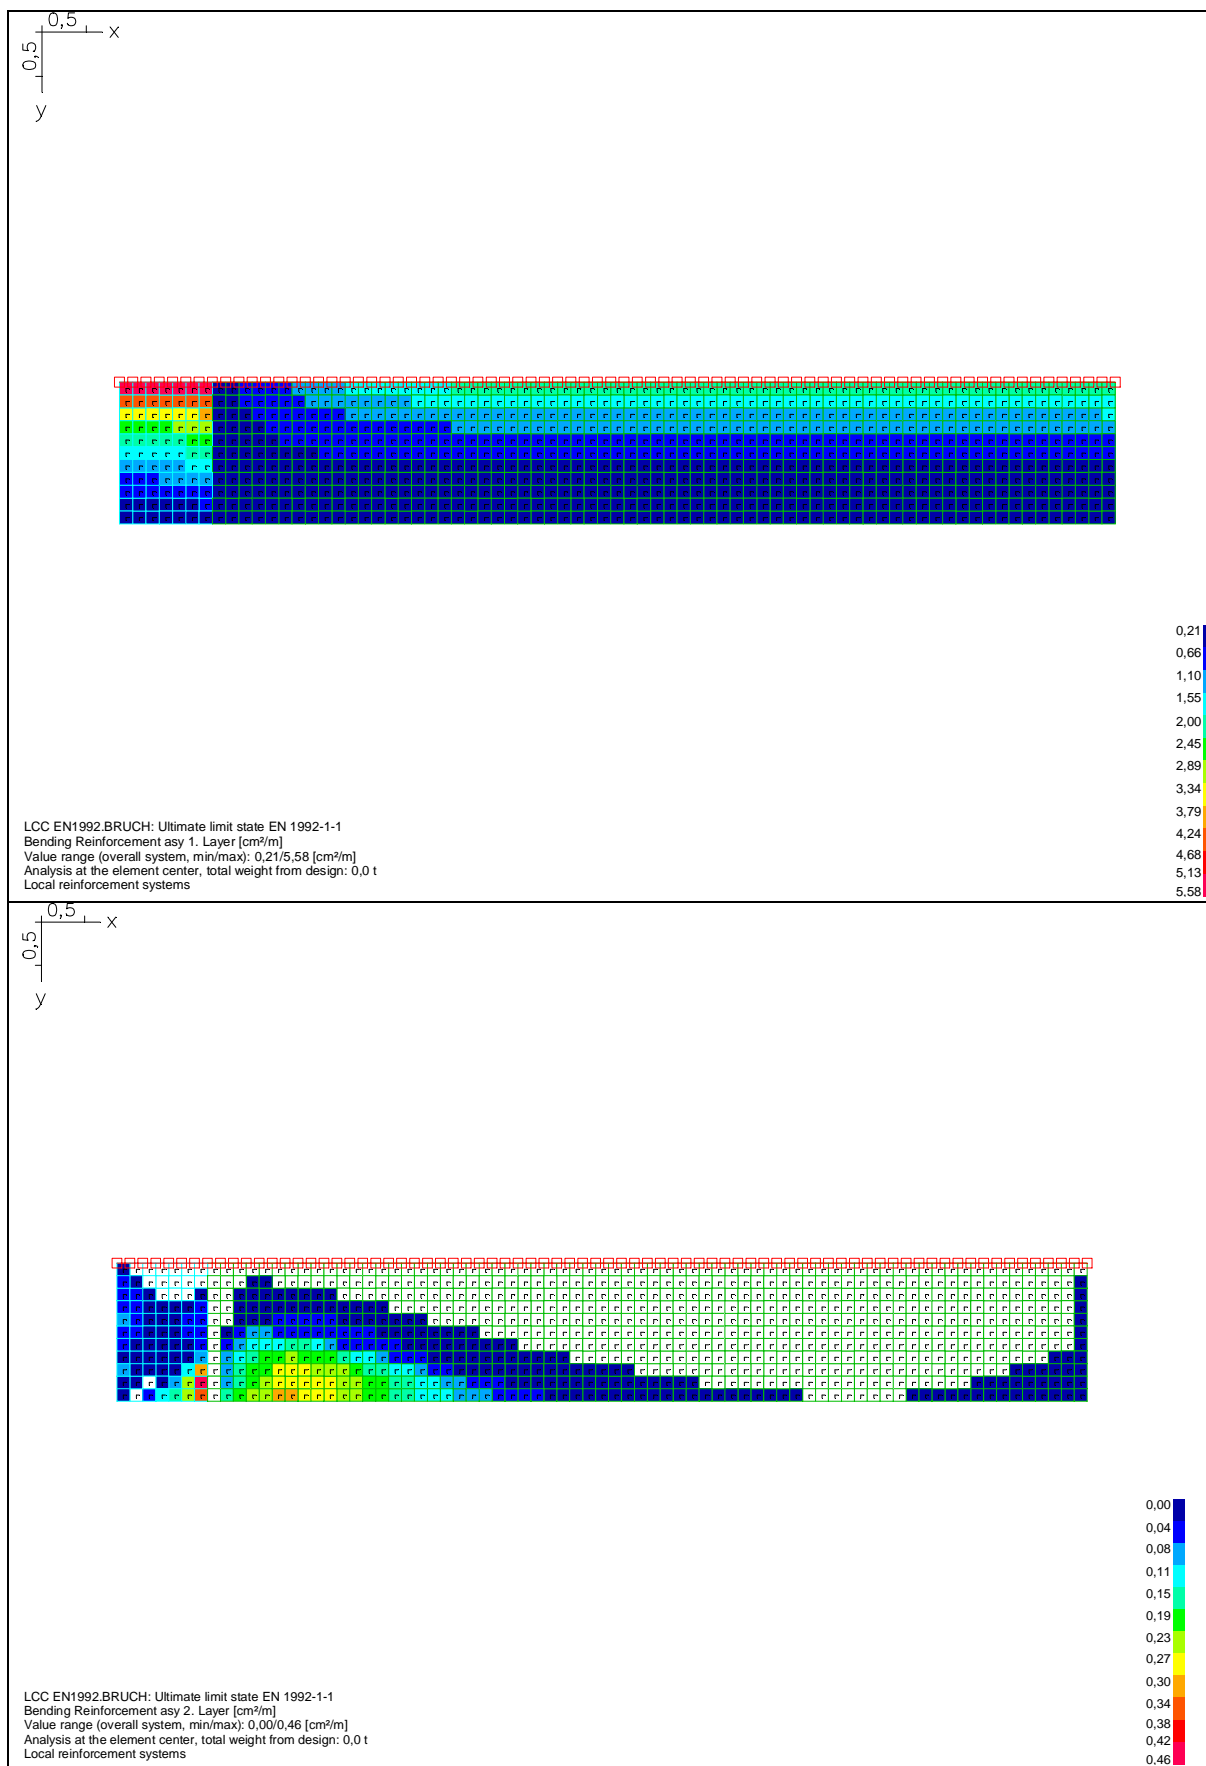 0,5
x
0,5
y
0,21
0,66
1,10
1,55
2,00
2,45
2,89
3,34
3,79
4,24
4,68
5,13
5,58
LCC EN1992.BRUCH: Ultimate limit state EN 1992-1-1
Bending Reinforcement asy 1. Layer [cm²/m]
Value range (overall system, min/max): 0,21/5,58 [cm²/m]
Analysis at the element center, total weight from design: 0,0 t
Local reinforcement systems
0,5
x
0,5
y
0,00
0,04
0,08
0,11
0,15
0,19
0,23
0,27
0,30
0,34
0,38
0,42
0,46
LCC EN1992.BRUCH: Ultimate limit state EN 1992-1-1
Bending Reinforcement asy 2. Layer [cm²/m]
Value range (overall system, min/max): 0,00/0,46 [cm²/m]
Analysis at the element center, total weight from design: 0,0 t
Local reinforcement systems